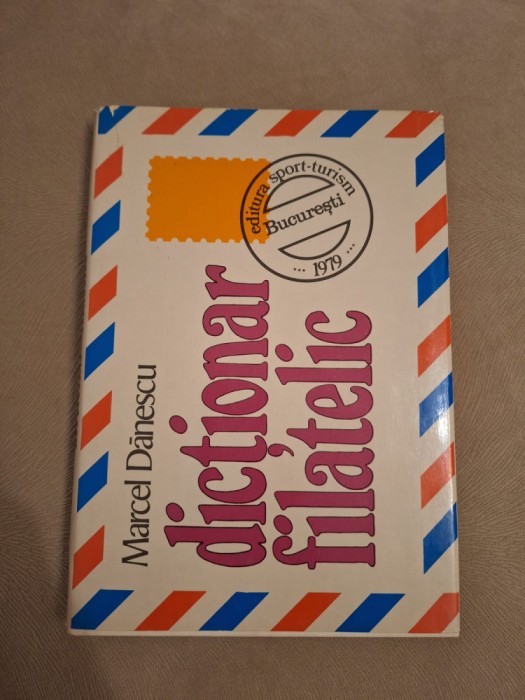 Marcel Dănescu
dicționar
filatelic
editura sport-turism
București
... 1979 ...